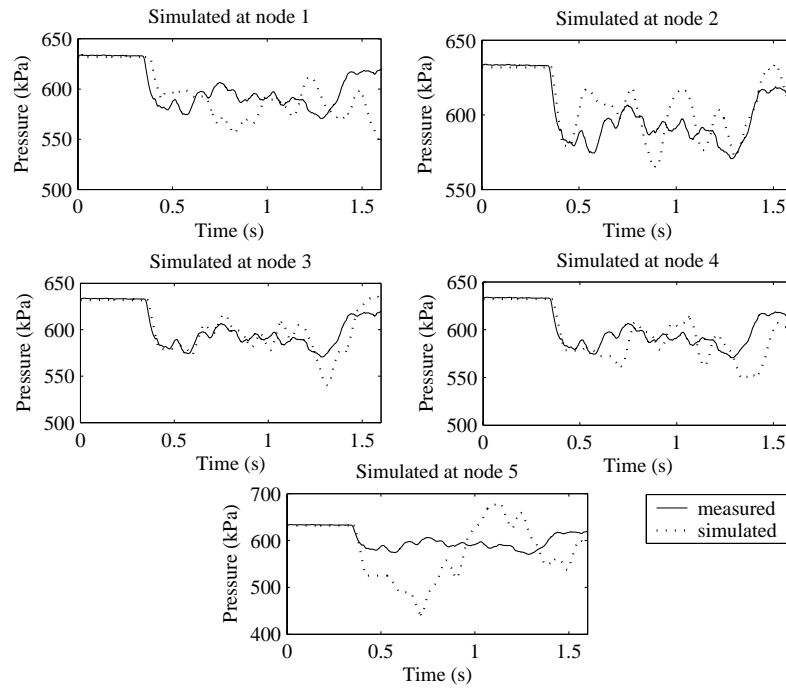 Simulated at node 1
650
600
550
500
Pressure (kPa)
0 0.5 1 1.5
Time (s)
Simulated at node 2
650
600
550
Pressure (kPa)
0 0.5 1 1.5
Time (s)
Simulated at node 3
650
600
550
500
Pressure (kPa)
0 0.5 1 1.5
Time (s)
Simulated at node 4
650
600
550
500
Pressure (kPa)
0 0.5 1 1.5
Time (s)
Simulated at node 5
700
600
500
400
Pressure (kPa)
0 0.5 1 1.5
Time (s)
measured
simulated